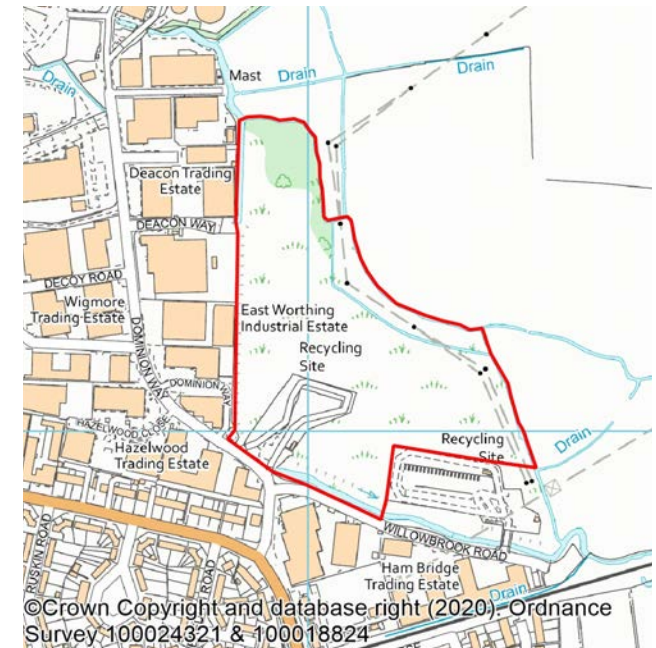 Mast
Drain
Drain
Drain
Deacon Trading
Estate
DEACON WAY
DECOY ROAD
Wigmore
Trading Estate
East Worthing
Industrial Estate
Recycling
Site
DOMINION WAY
DOMINION WAY
HAZELWOOD CLOSE
Hazelwood
Trading Estate
Recycling
Site
Drain
WILLOWBROOK ROAD
RUSKIN ROAD
ROAD
Ham Bridge
Trading Estate
Drain
©Crown Copyright and database right (2020). Ordnance
Survey 100024321 & 100018824